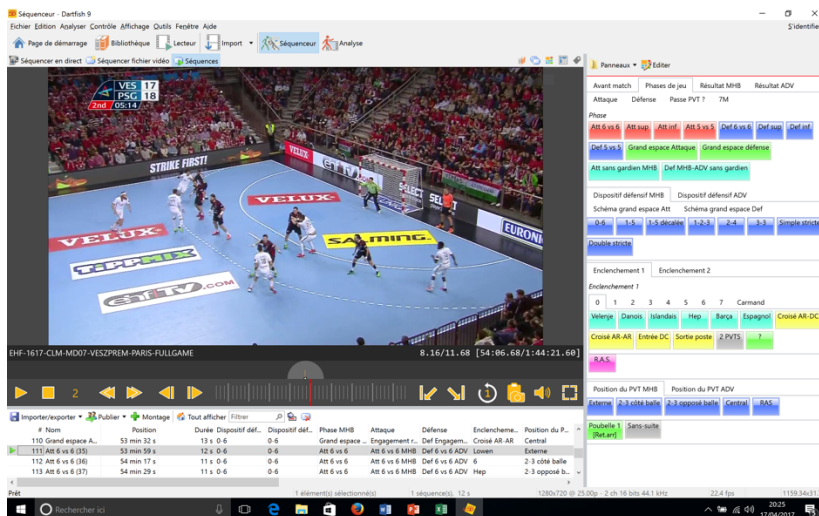 Séquenceur - Dartfish 9
Fichier Edition Analyser Contrôle Affichage Outils Fenêtre Aide
S'identifie
Page de démarrage Bibliothèque Lecteur Import Séquenceur Analyse
Séquencer en direct Séquencer fichier vidéo Séquences
Panneaux Editer
VES 17
PSG 18
2nd 05:14
STRIKE FIRST!
VELUX
eTITV
SELECT
VELUX
EURONI
VELUX
SALMING.
TIPPMIX
eTITV.COM
Avant match Phases de jeu Résultat MHB Résultat ADV
Attaque Défense Passe PVT ? 7M
Phase
Att 6 vs 6 Att sup Att inf Att 5 vs 5 Def 6 vs 6 Def sup Def inf
Def 5 vs 5 Grand espace Attaque Grand espace défense
Att sans gardien MHB Def MHB-ADV sans gardien
Dispositif défensif MHB Dispositif défensif ADV
Schéma grand espace Att Schéma grand espace Def
0-6 1-5 1-5 décalée 1-2-3 2-4 3-3 Simple stricte
Double stricte
Enclenchement 1 Enclenchement 2
Enclenchement 1
0 1 2 3 4 5 6 7 Carmand
Velenje Danois Islandais Hep Barça Espagnol Croisé AR-DC
Croisé AR-AR Entrée DC Sortie poste 2 PVTS ?
R.A.S.
Position du PVT MHB Position du PVT ADV
Externe 2-3 côté balle 2-3 opposé balle Central RAS
Poubelle 1 Sans-suite
[Ret.arr]
EHF-1617-CLM-MD07-VESZPREM-PARIS-FULLGAME 8.16/11.68 [54:06.68/1:44:21.60]
2 1
Importer/exporter Publier Montage Tout afficher Filtrer
# Nom Position Durée Dispositif déf... Dispositif déf... Phase MHB Attaque Défense Enclencheme... Position du P...
110 Grand espace A... 53 min 32 s 13 s 0-6 0-6 Grand espace ... Engagement r... Def Engagem... Croisé AR-AR Central
111 Att 6 vs 6 (35) 53 min 59 s 12 s 0-6 0-6 Att 6 vs 6 Att 6 vs 6 MHB Def 6 vs 6 ADV Lowen Externe
112 Att 6 vs 6 (36) 54 min 17 s 11 s 0-6 0-6 Att 6 vs 6 Att 6 vs 6 MHB Def 6 vs 6 ADV 6 2-3 côté balle
113 Att 6 vs 6 (37) 54 min 29 s 11 s 0-6 0-6 Att 6 vs 6 Att 6 vs 6 MHB Def 6 vs 6 ADV Hep 2-3 opposé b...
Prêt 1 élément(s) sélectionné(s) 1 séquence(s), 12 s 1280x720 @ 25.00p - 2 ch 16 bits 44.1 kHz 22.4 fps
Rechercher ici
20:25
17/04/2017